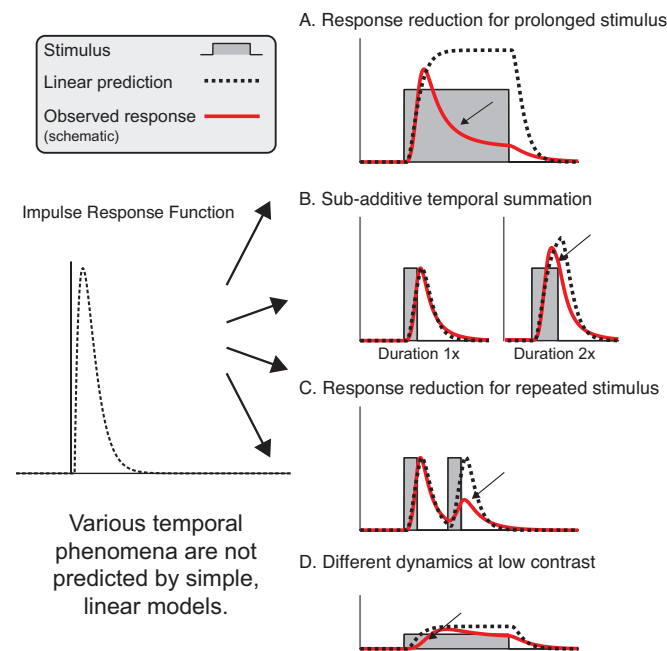 A. Response reduction for prolonged stimulus
Stimulus
Linear prediction
Observed response
(schematic)
B. Sub-additive temporal summation
Impulse Response Function
Duration 1x
Duration 2x
C. Response reduction for repeated stimulus
Various temporal
phenomena are not
predicted by simple,
linear models.
D. Different dynamics at low contrast